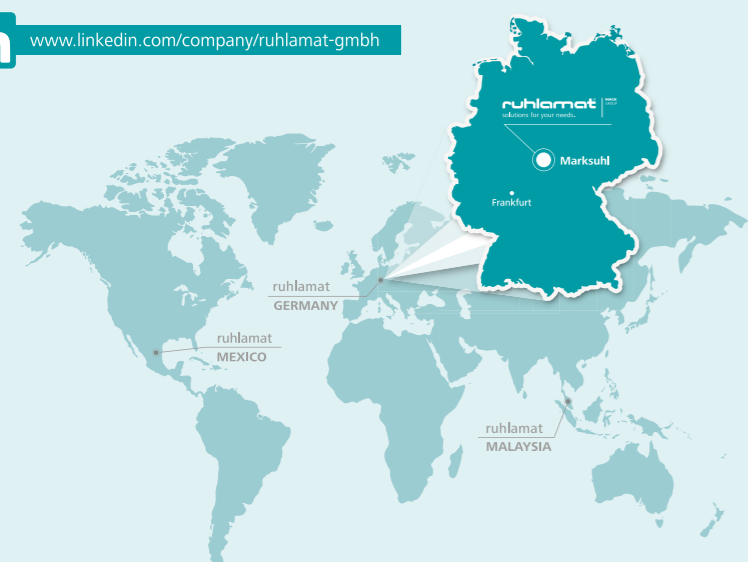 www.linkedin.com/company/ruhlamat-gmbh
ruhlamat
solutions for your needs.
Marksuhl
Frankfurt
ruhlamat
GERMANY
ruhlamat
MEXICO
ruhlamat
MALAYSIA